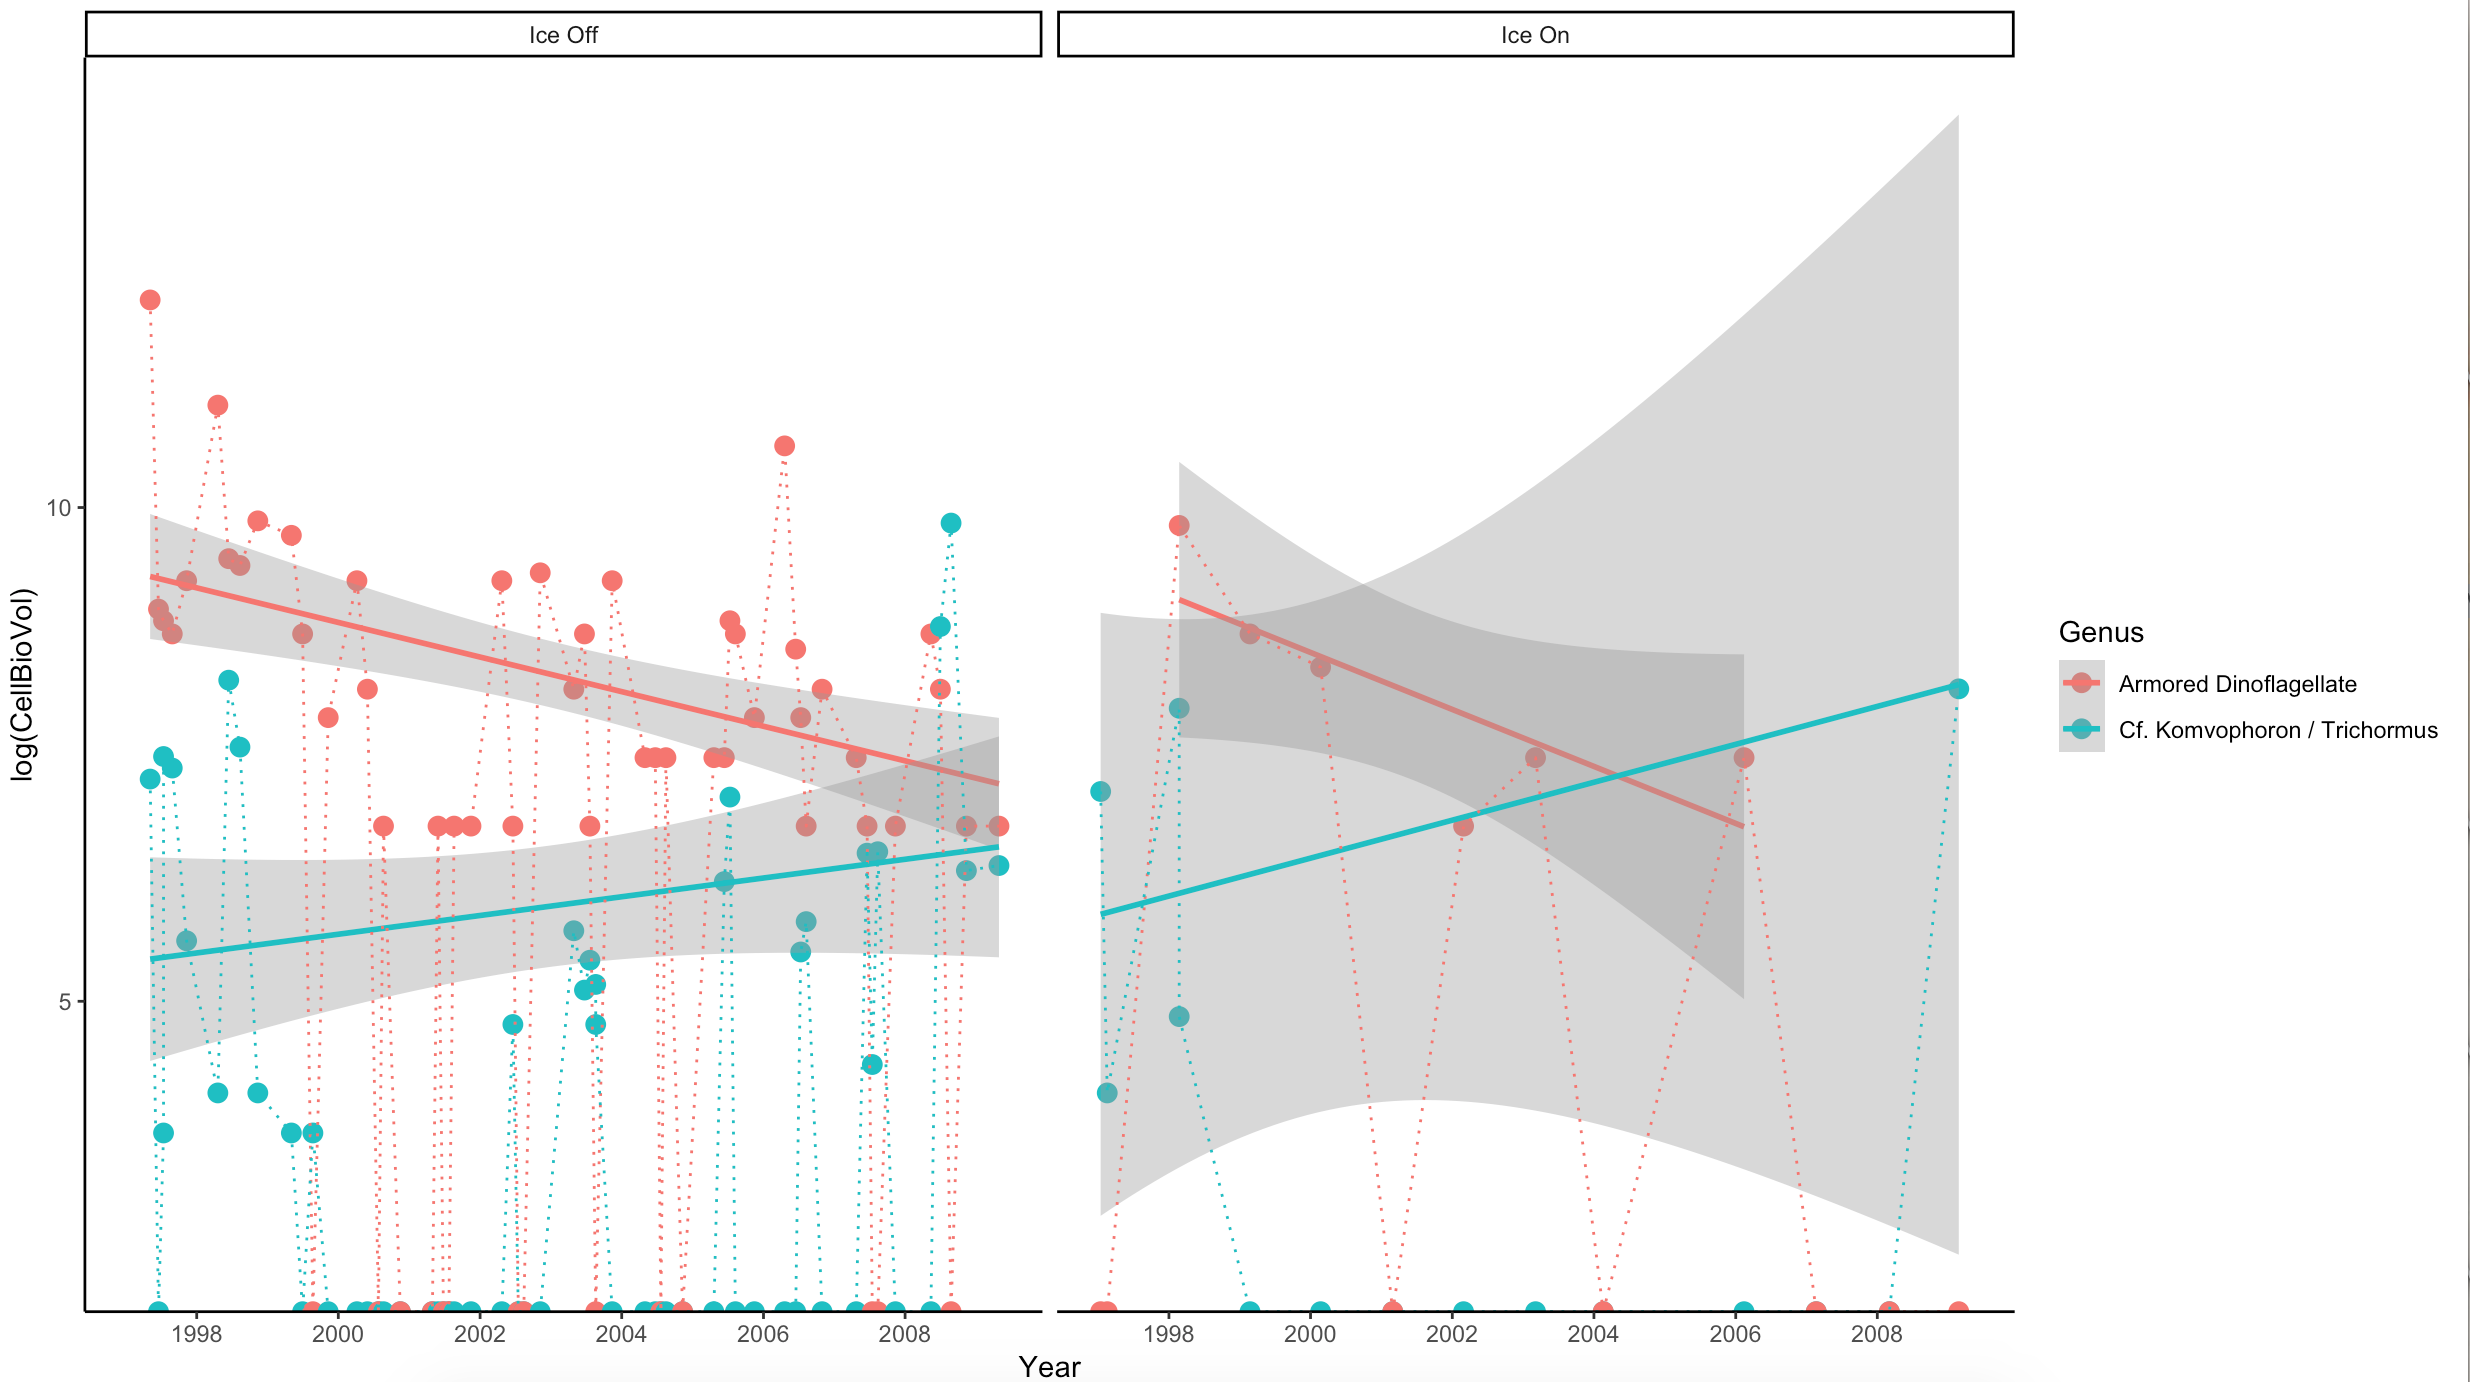 Ice Off
Ice On
log(CellBioVol)
10
5
1998 2000 2002 2004 2006 2008
1998 2000 2002 2004 2006 2008
Year
Genus
Armored Dinoflagellate
Cf. Komvophoron / Trichormus